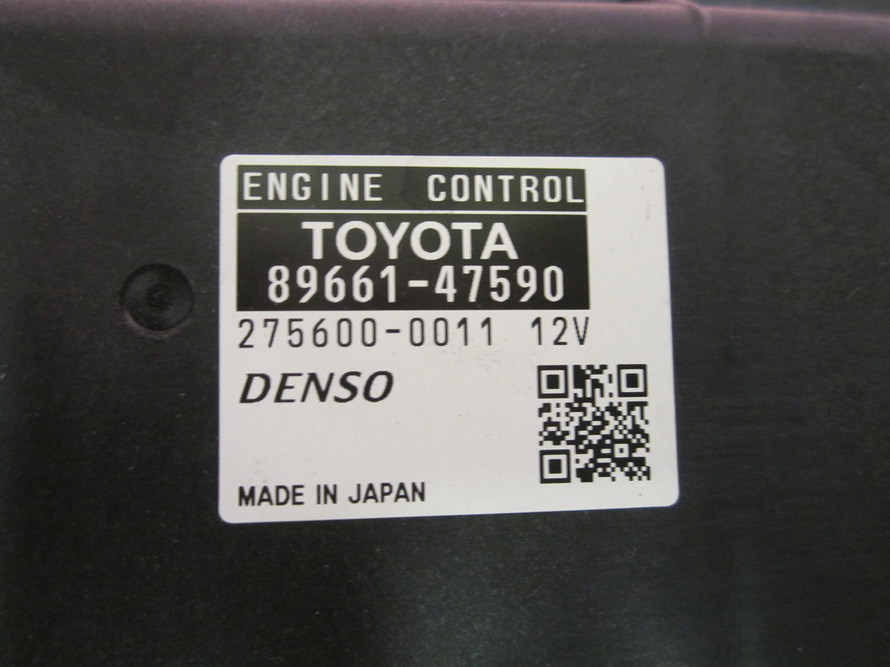 ENGINE CONTROL
TOYOTA
89661-47590
275600-0011 12V
DENSO
MADE IN JAPAN